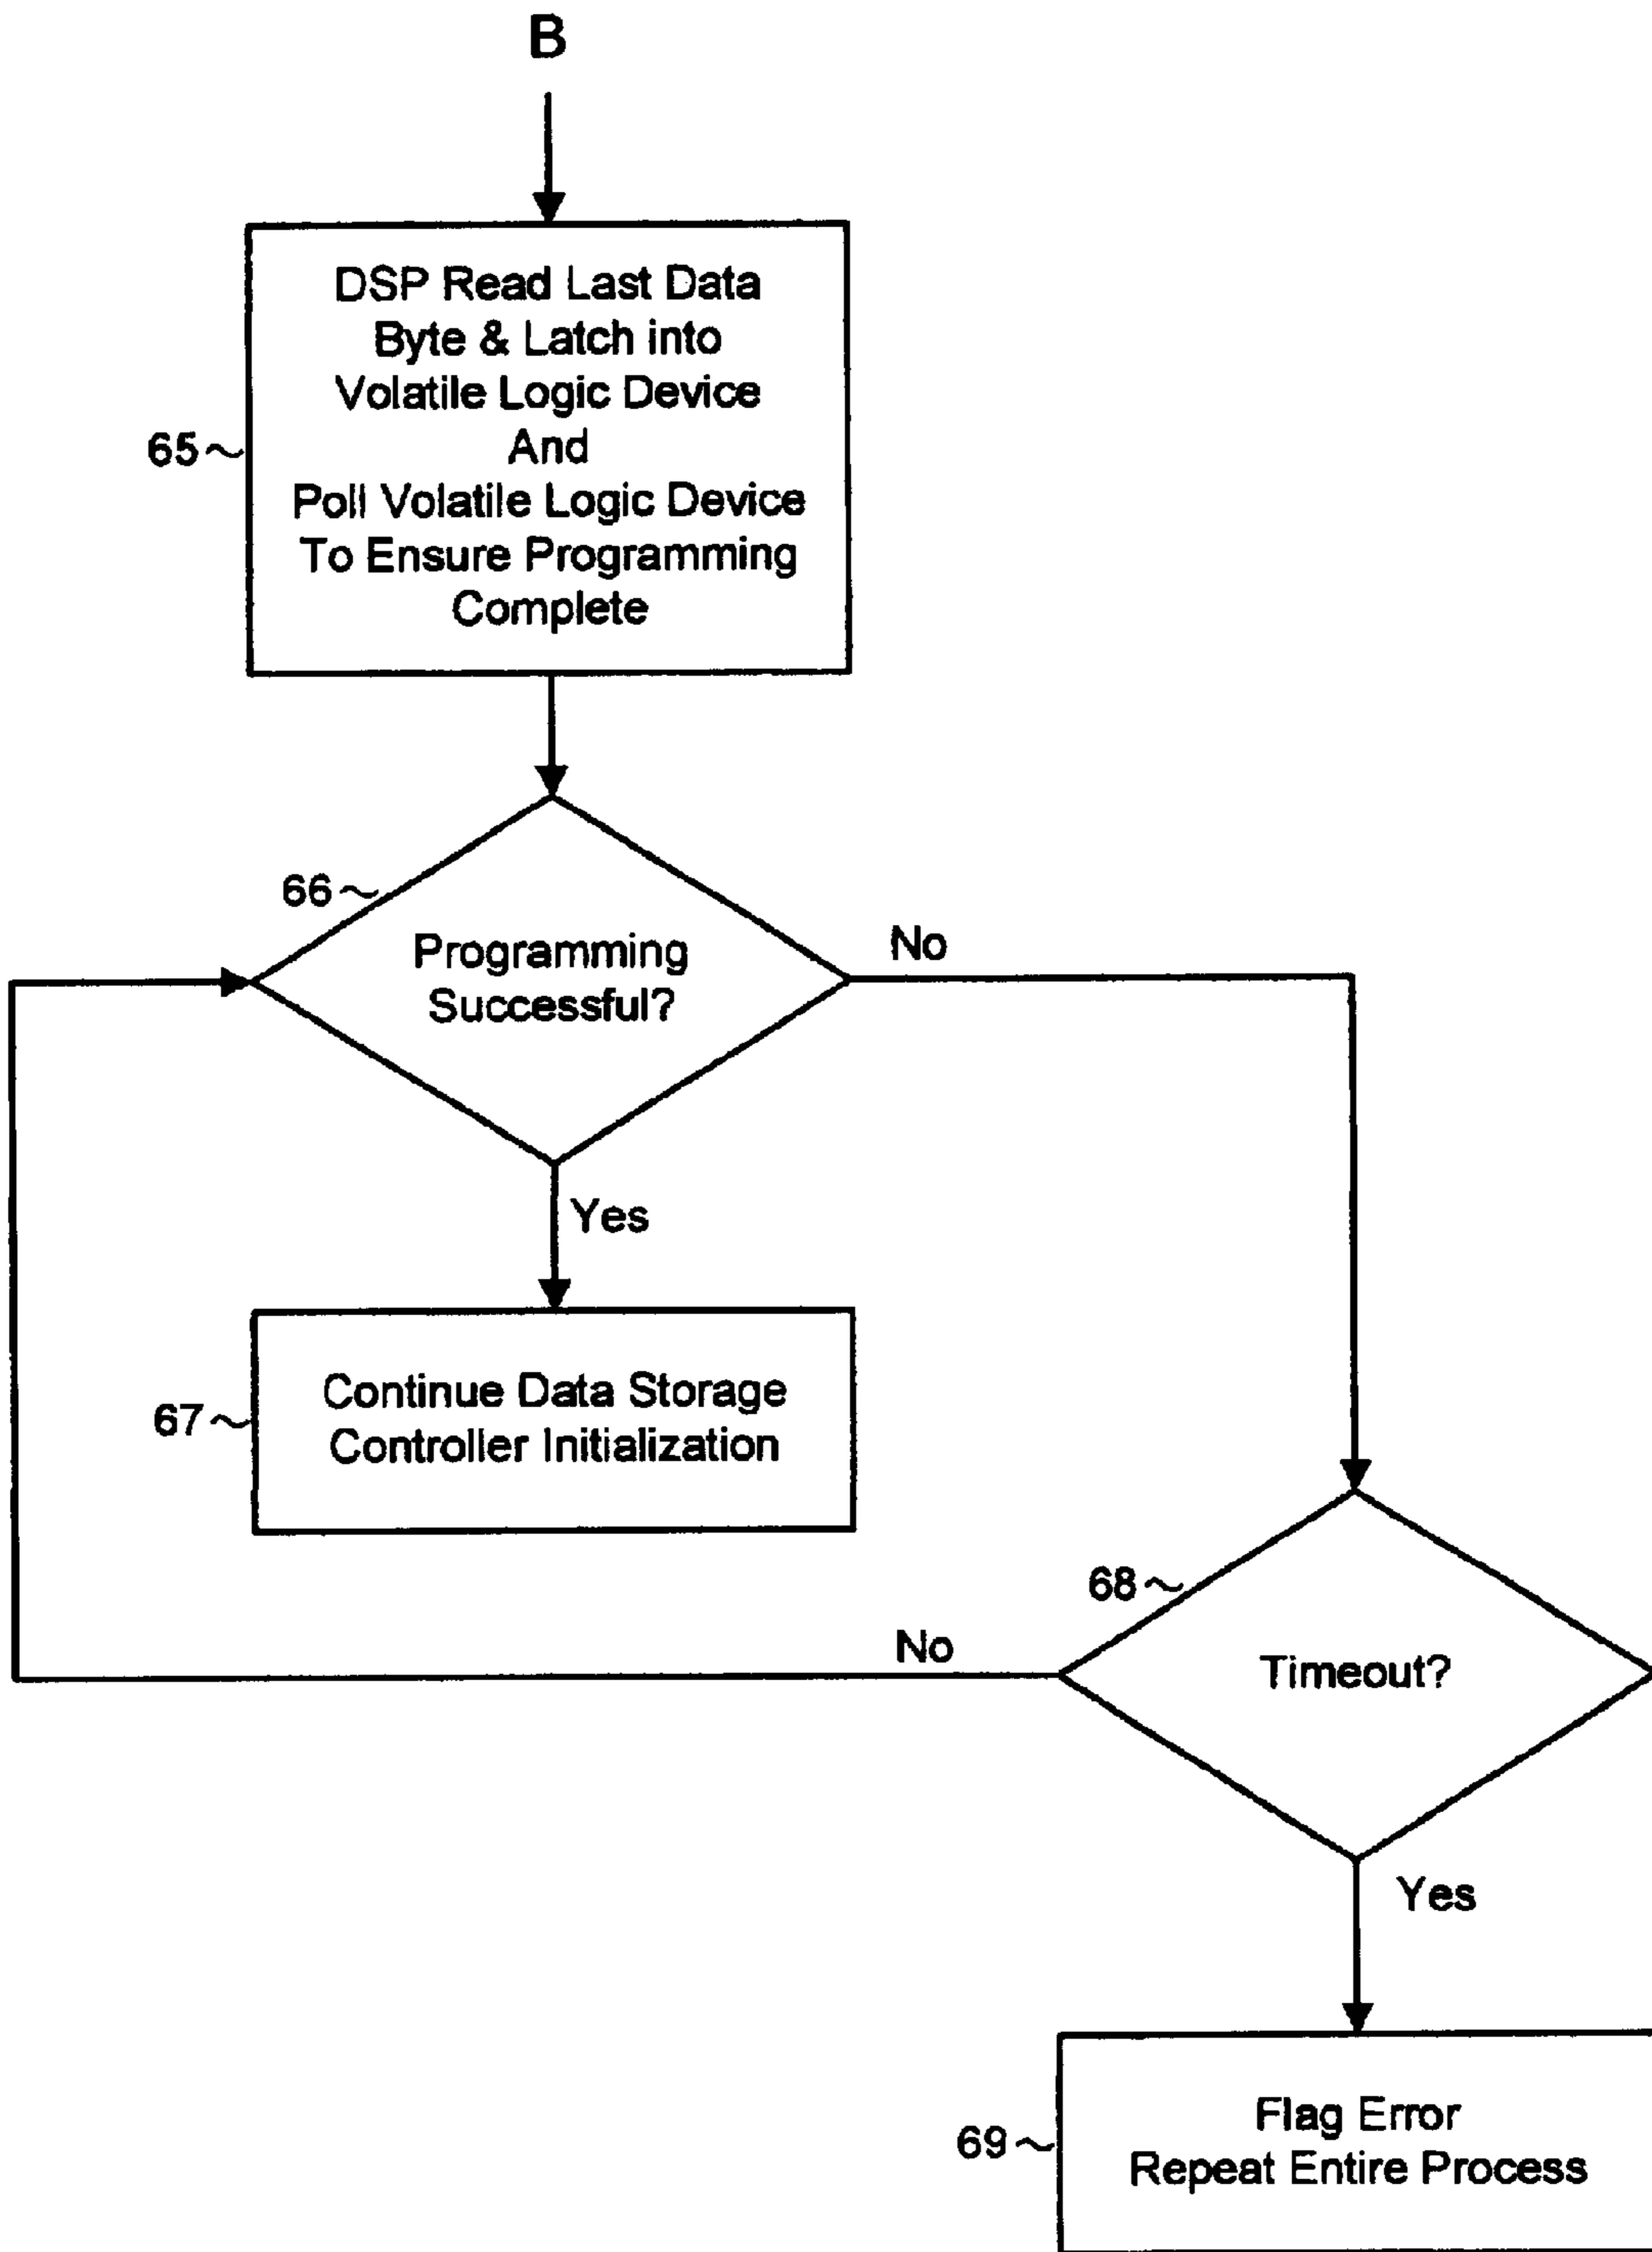 B
DSP Read Last Data
Byte & Latch into
Volatile Logic Device
And
Poll Volatile Logic Device
To Ensure Programming
Complete
65
66
Programming
Successful?
No
Yes
Continue Data Storage
Controller Initialization
67
68
Timeout?
No
Yes
Flag Error
Repeat Entire Process
69